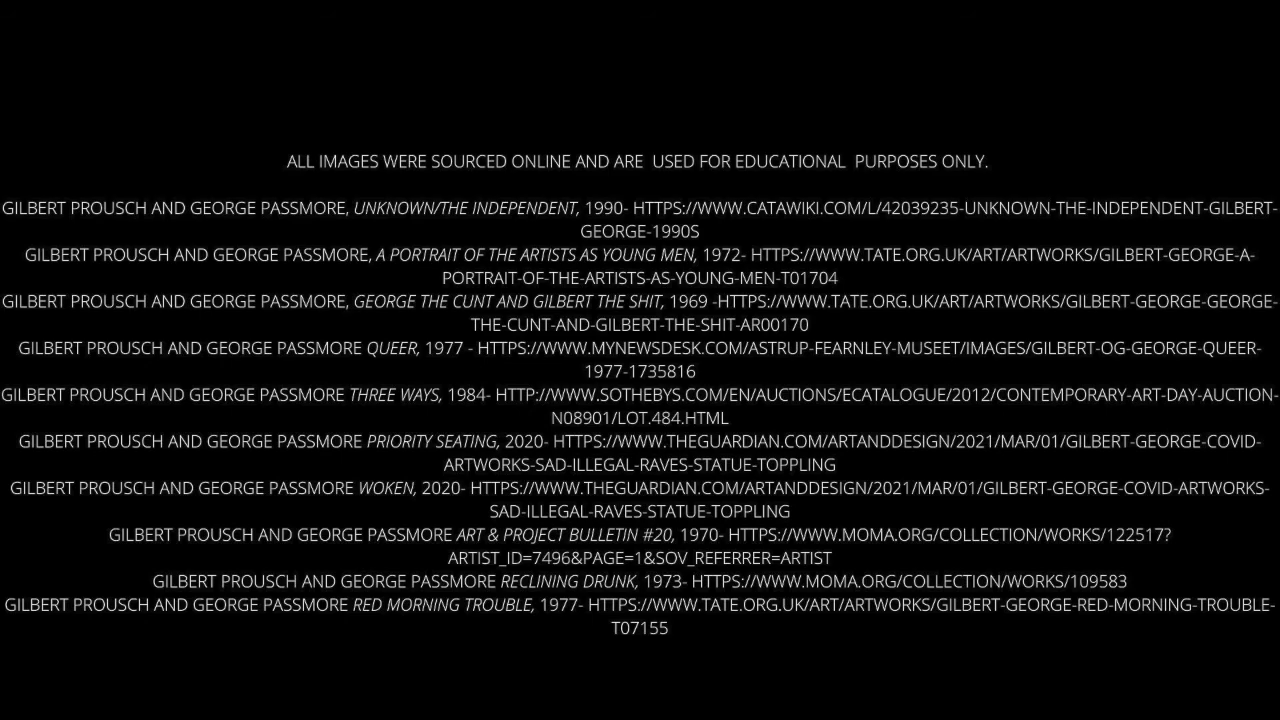 ALL IMAGES WERE SOURCED ONLINE AND ARE  USED FOR EDUCATIONAL  PURPOSES ONLY.
GILBERT PROUSCH AND GEORGE PASSMORE, UNKNOWN/THE INDEPENDENT, 1990- HTTPS://WWW.CATAWIKI.COM/L/42039235-UNKNOWN-THE-INDEPENDENT-GILBERT-
GEORGE-1990S
GILBERT PROUSCH AND GEORGE PASSMORE, A PORTRAIT OF THE ARTISTS AS YOUNG MEN, 1972- HTTPS://WWW.TATE.ORG.UK/ART/ARTWORKS/GILBERT-GEORGE-A-
PORTRAIT-OF-THE-ARTISTS-AS-YOUNG-MEN-T01704
GILBERT PROUSCH AND GEORGE PASSMORE, GEORGE THE CUNT AND GILBERT THE SHIT, 1969 -HTTPS://WWW.TATE.ORG.UK/ART/ARTWORKS/GILBERT-GEORGE-GEORGE-
THE-CUNT-AND-GILBERT-THE-SHIT-AR00170
GILBERT PROUSCH AND GEORGE PASSMORE QUEER, 1977 - HTTPS://WWW.MYNEWSDESK.COM/ASTRUP-FEARNLEY-MUSEET/IMAGES/GILBERT-OG-GEORGE-QUEER-
1977-1735816
GILBERT PROUSCH AND GEORGE PASSMORE THREE WAYS, 1984- HTTP://WWW.SOTHEBYS.COM/EN/AUCTIONS/ECATALOGUE/2012/CONTEMPORARY-ART-DAY-AUCTION-
N08901/LOT.484.HTML
GILBERT PROUSCH AND GEORGE PASSMORE PRIORITY SEATING, 2020- HTTPS://WWW.THEGUARDIAN.COM/ARTANDDESIGN/2021/MAR/01/GILBERT-GEORGE-COVID-
ARTWORKS-SAD-ILLEGAL-RAVES-STATUE-TOPPLING
GILBERT PROUSCH AND GEORGE PASSMORE WOKEN, 2020- HTTPS://WWW.THEGUARDIAN.COM/ARTANDDESIGN/2021/MAR/01/GILBERT-GEORGE-COVID-ARTWORKS-
SAD-ILLEGAL-RAVES-STATUE-TOPPLING
GILBERT PROUSCH AND GEORGE PASSMORE ART & PROJECT BULLETIN #20, 1970- HTTPS://WWW.MOMA.ORG/COLLECTION/WORKS/122517?
ARTIST_ID=7496&PAGE=1&SOV_REFERRER=ARTIST
GILBERT PROUSCH AND GEORGE PASSMORE RECLINING DRUNK, 1973- HTTPS://WWW.MOMA.ORG/COLLECTION/WORKS/109583
GILBERT PROUSCH AND GEORGE PASSMORE RED MORNING TROUBLE, 1977- HTTPS://WWW.TATE.ORG.UK/ART/ARTWORKS/GILBERT-GEORGE-RED-MORNING-TROUBLE-
T07155